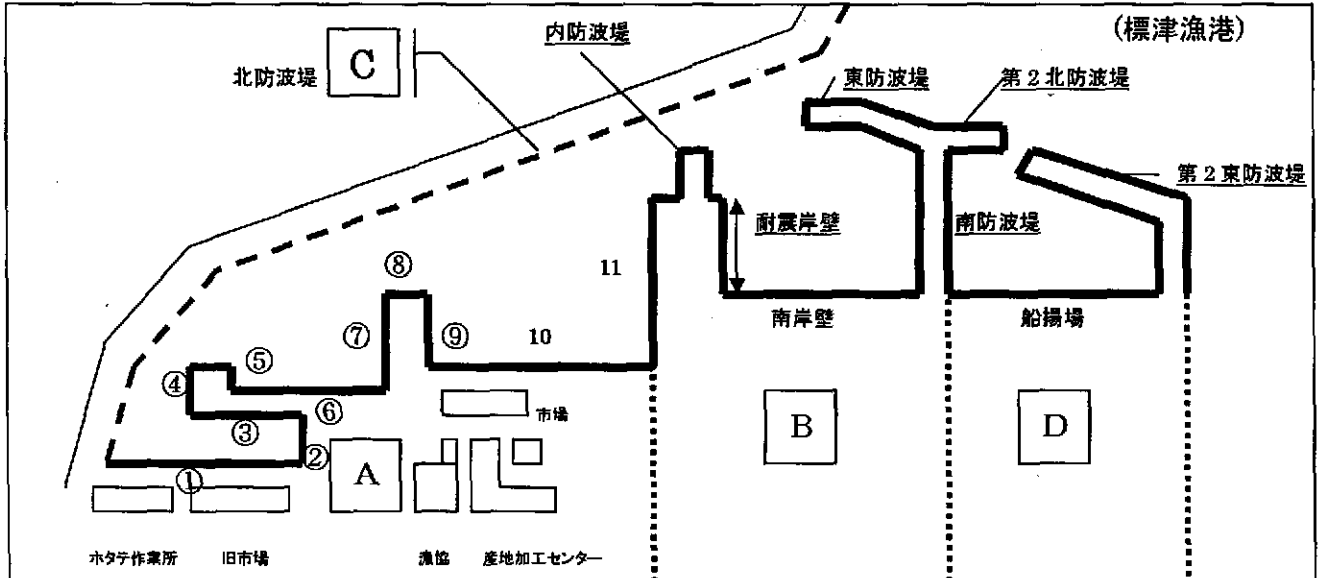 (標津漁港)
内防波堤
C
北防波堤
東防波堤
第2北防波堤
第2東防波堤
耐震岸壁
南防波堤
11
⑧
南岸壁
船揚場
⑦
⑨
10
⑤
④
⑥
市場
③
B
D
②
A
①
ホタテ作業所
旧市場
漁協
産地加工センター